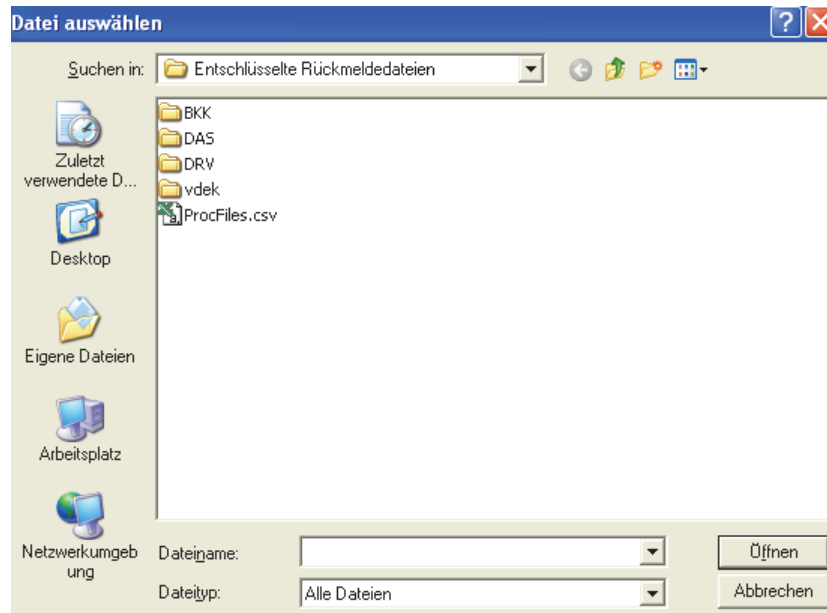 Datei auswählen
Suchen in: Entschlüsselte Rückmeldedateien
BKK
DAS
DRV
vdek
ProcFiles.csv
Zuletzt
verwendete D...
Desktop
Eigene Dateien
Arbeitsplatz
Netzwerkumgeb
ung
Dateiname:
Öffnen
Dateityp: Alle Dateien
Abbrechen